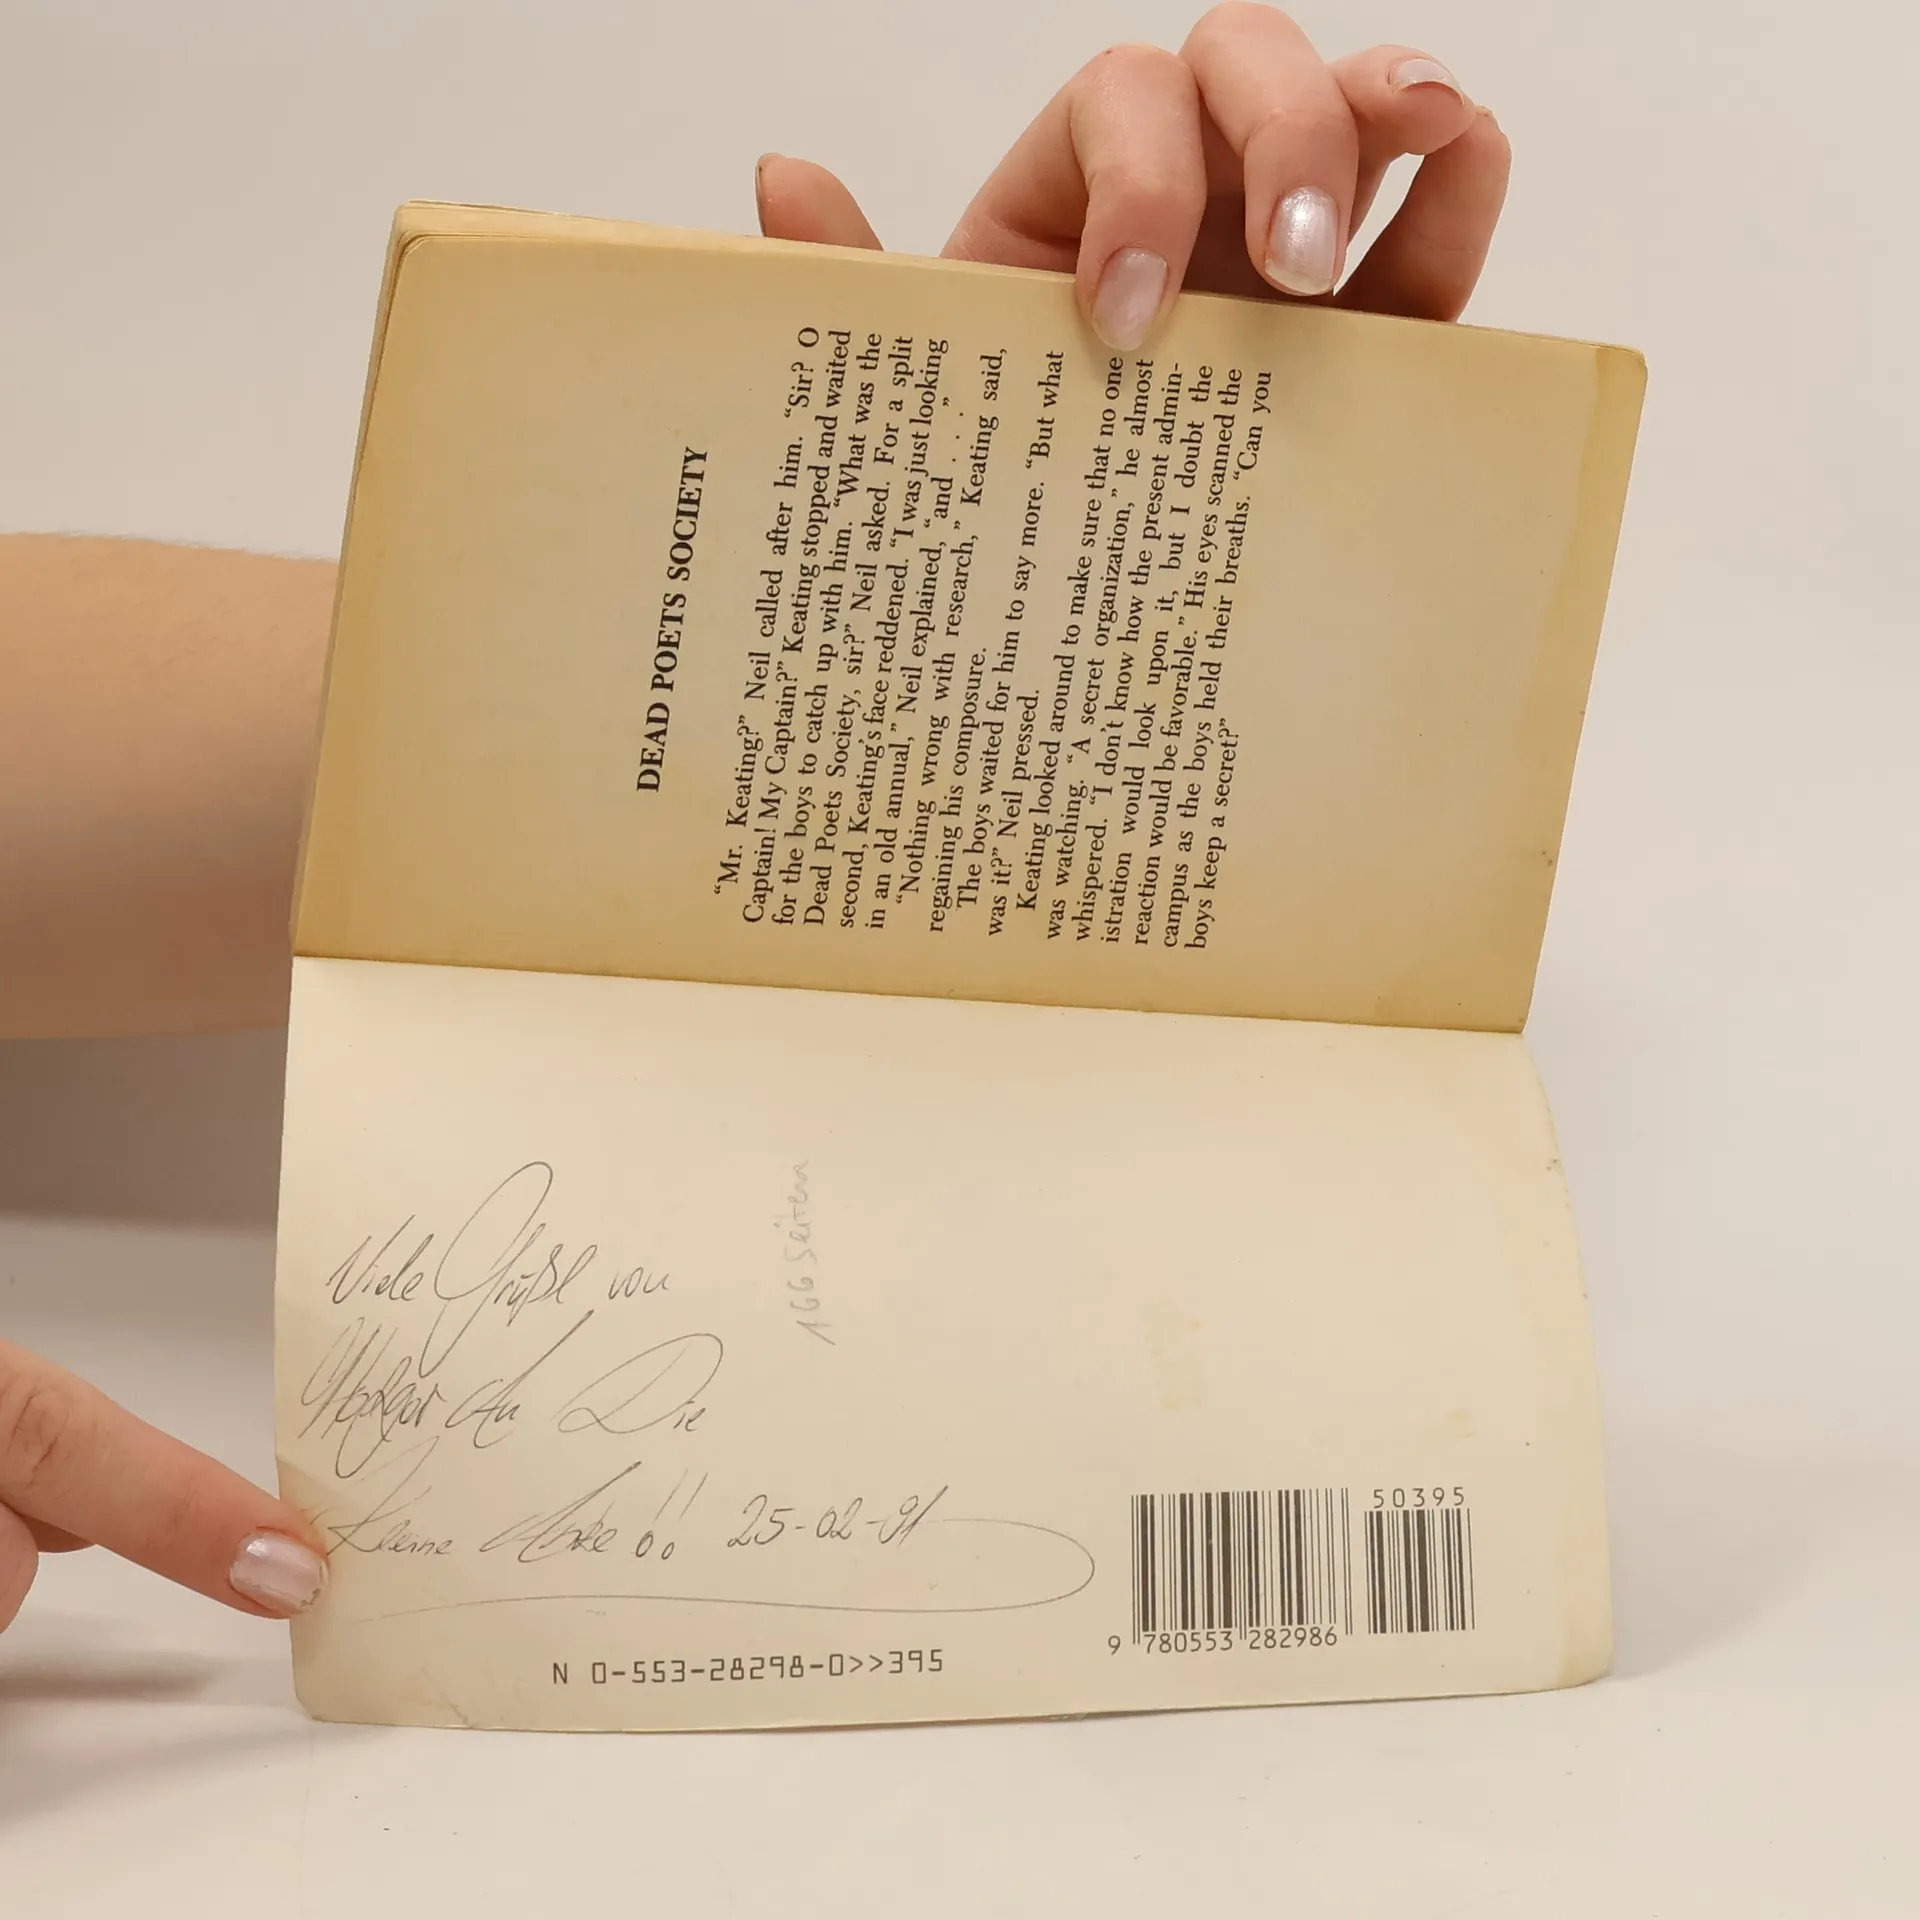 DEAD POETS SOCIETY
“Mr. Keating?” Neil called after him. “Sir? O
Captain! My Captain?” Keating stopped and waited
for the boys to catch up with him. “What was the
Dead Poets Society, sir?” Neil asked. For a split
second, Keating’s face reddened. “I was just looking
in an old annual,” Neil explained, “and . . . ”
“Nothing wrong with research,” Keating said,
regaining his composure.
The boys waited for him to say more. “But what
was it?” Neil pressed.
Keating looked around to make sure that no one
was watching. “A secret organization,” he almost
whispered. “I don’t know how the present admin-
istration would look upon it, but I doubt the
reaction would be favorable.” His eyes scanned the
campus as the boys held their breaths. “Can you
boys keep a secret?”
166 Seiten
Viele Grüße von
Holger An Die
kleine Anke!! 25-02-91
50395
9 780553 282986
N 0-553-28298-0>>395